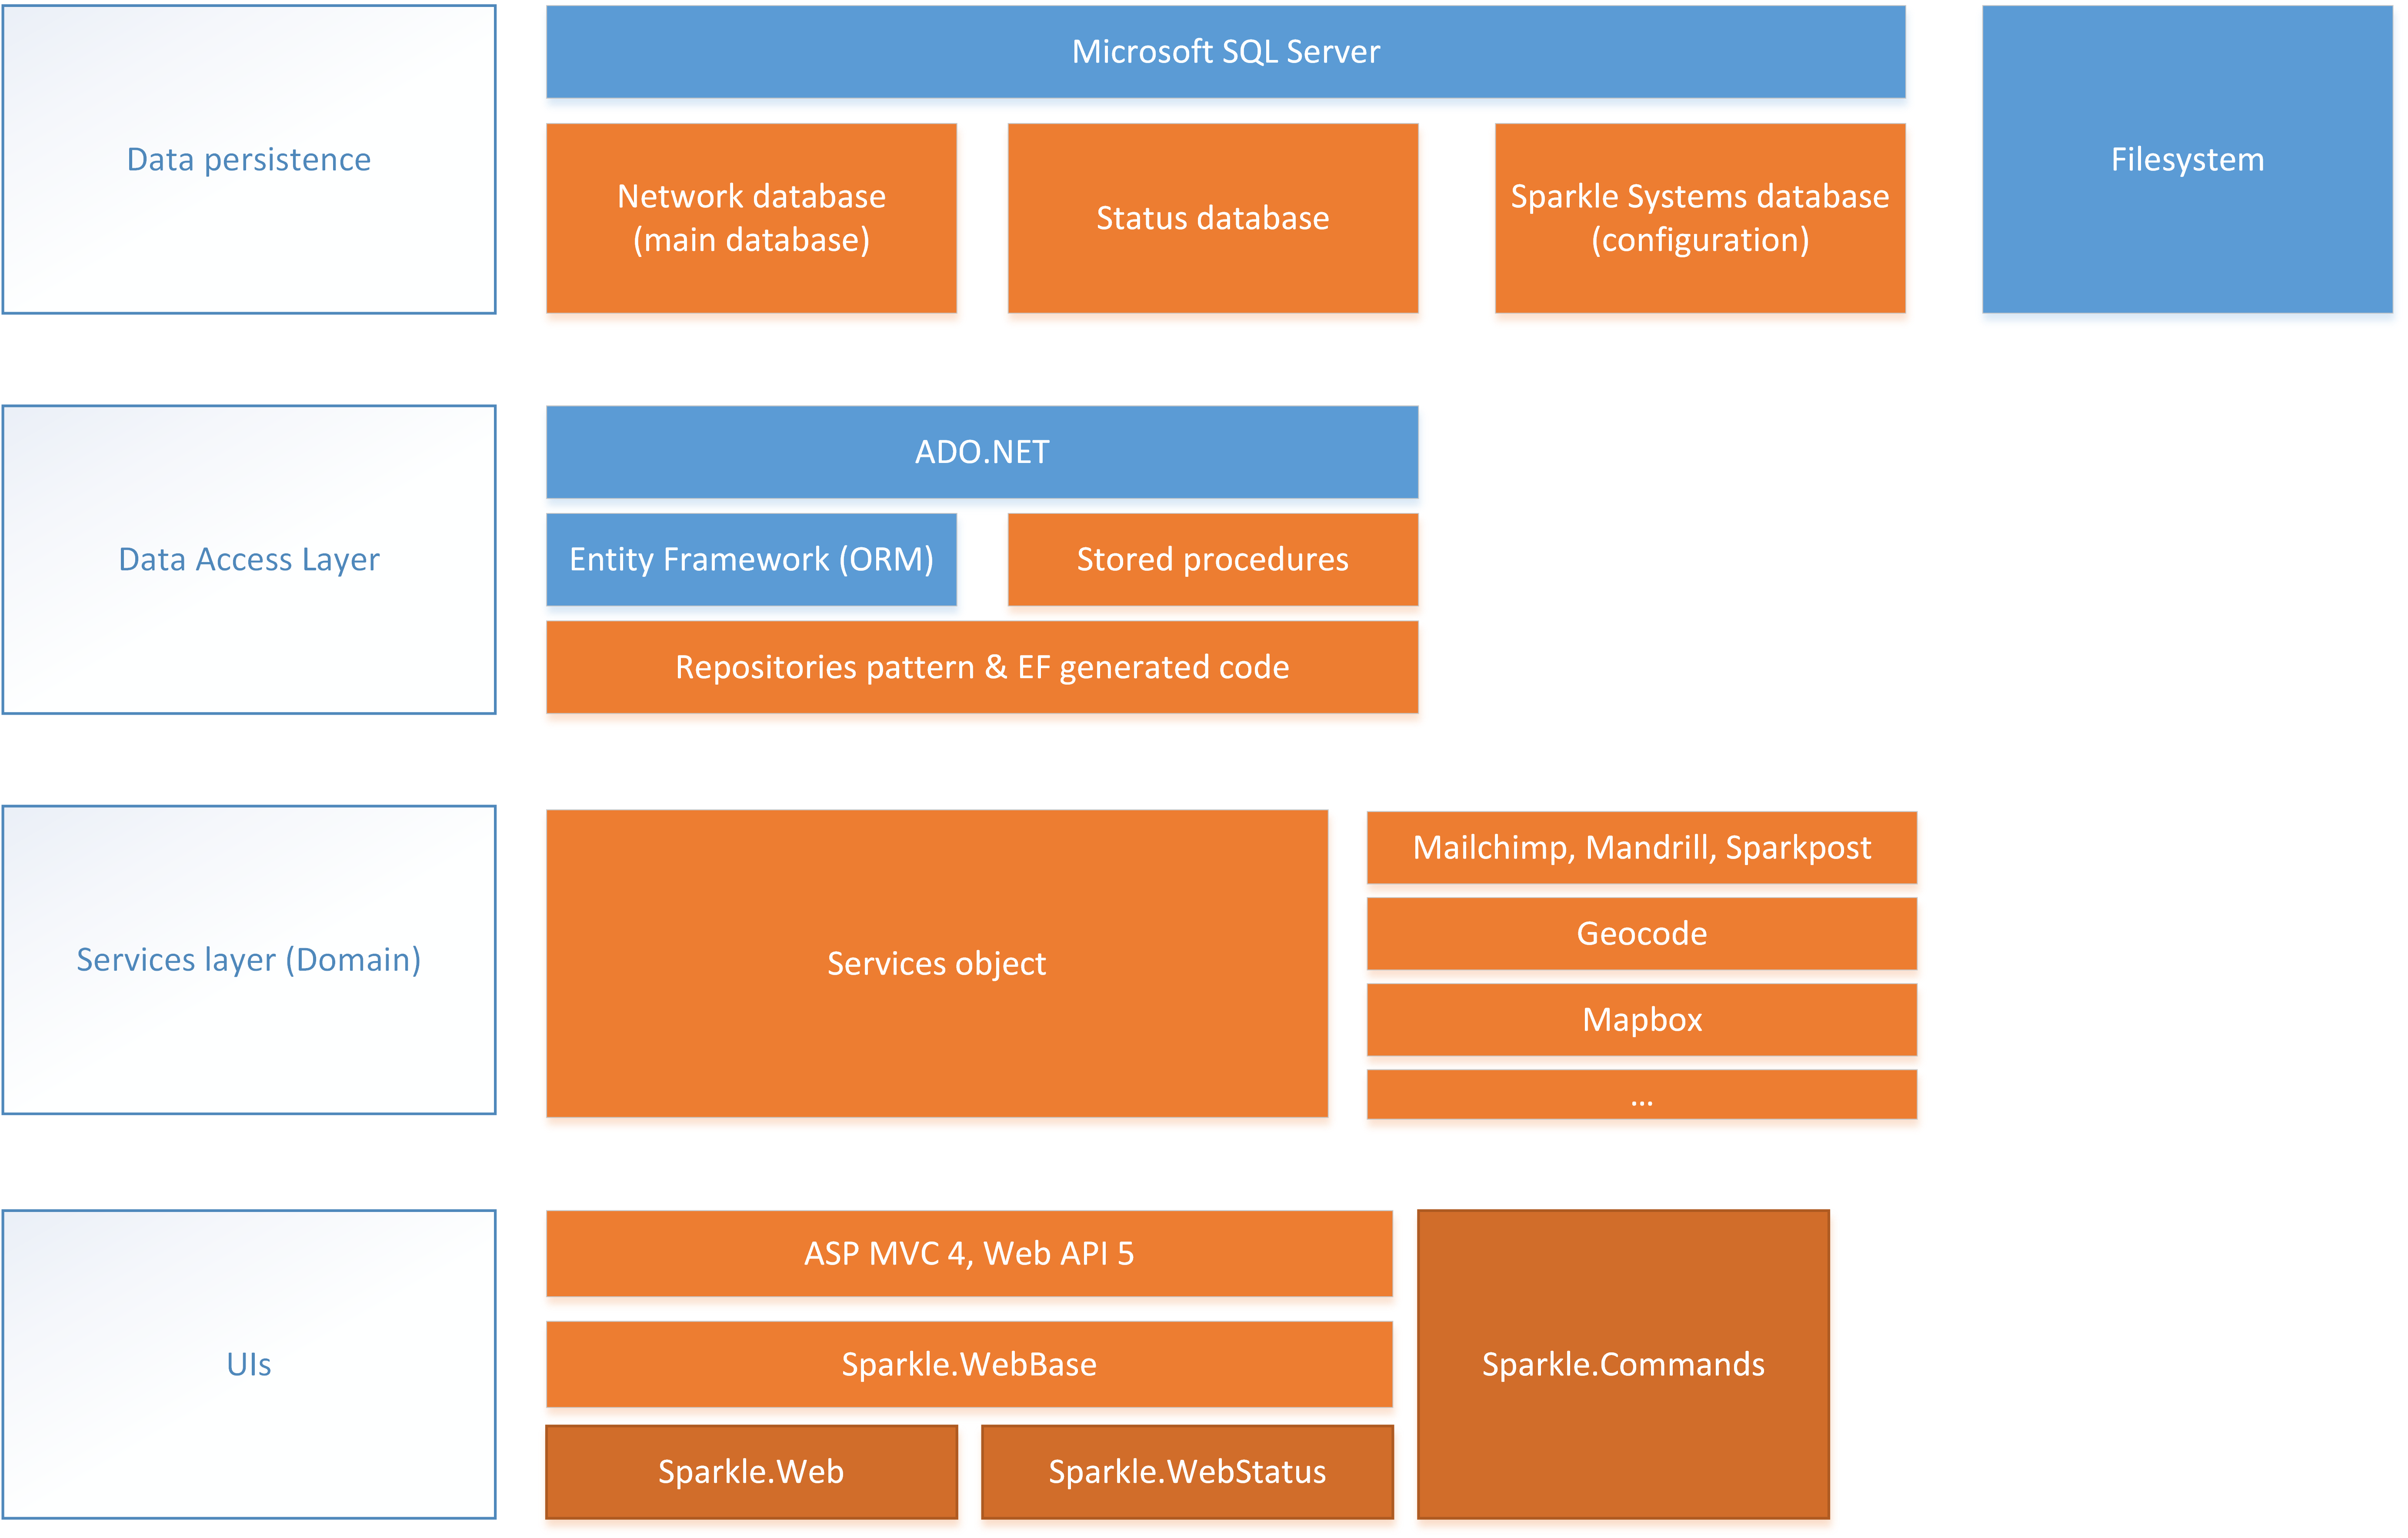 Data persistence
Microsoft SQL Server
Network database
(main database)
Status database
Sparkle Systems database
(configuration)
Filesystem
Data Access Layer
ADO.NET
Entity Framework (ORM)
Stored procedures
Repositories pattern & EF generated code
Services layer (Domain)
Services object
Mailchimp, Mandrill, Sparkpost
Geocode
Mapbox
...
UIs
ASP MVC 4, Web API 5
Sparkle.WebBase
Sparkle.Web
Sparkle.WebStatus
Sparkle.Commands